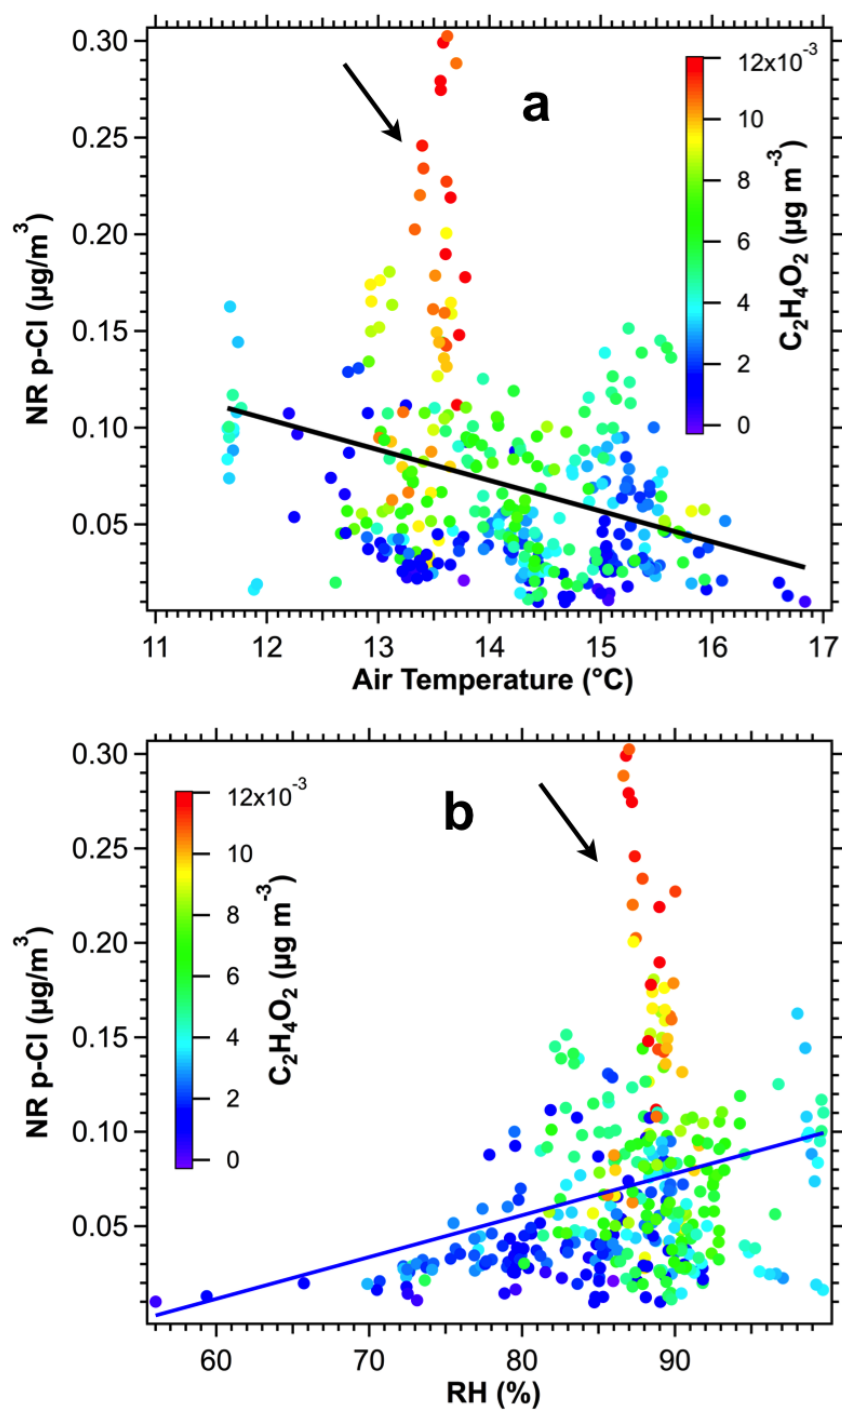 0.30
0.25
0.20
0.15
0.10
0.05
NR p-Cl (µg/m³)
a
12x10⁻³
10
8
6
4
2
0
C₂H₄O₂ (µg m⁻³)
11 12 13 14 15 16 17
Air Temperature (°C)
0.30
0.25
0.20
0.15
0.10
0.05
NR p-Cl (µg/m³)
b
12x10⁻³
10
8
6
4
2
0
C₂H₄O₂ (µg m⁻³)
60 70 80 90
RH (%)